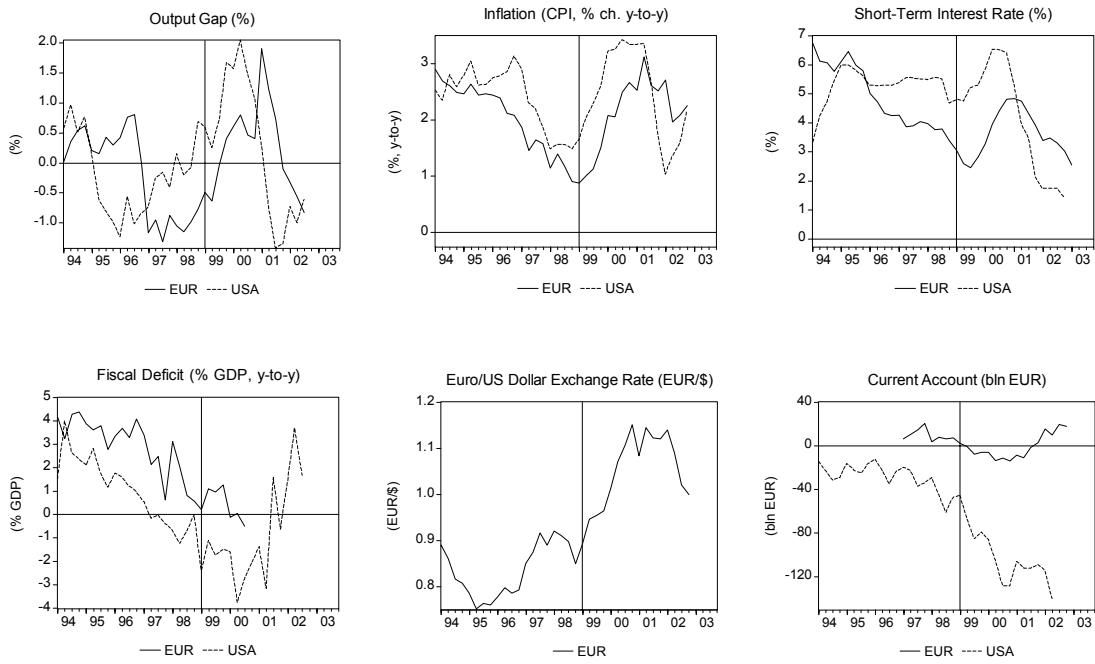 Output Gap (%)
2.0
1.5
1.0
0.5
0.0
-0.5
-1.0
(%)
94 95 96 97 98 99 00 01 02 03
EUR USA
Inflation (CPI, % ch. y-to-y)
3
2
1
0
(%, y-to-y)
94 95 96 97 98 99 00 01 02 03
EUR USA
Short-Term Interest Rate (%)
7
6
5
4
3
2
1
0
(%)
94 95 96 97 98 99 00 01 02 03
EUR USA
Fiscal Deficit (% GDP, y-to-y)
5
4
3
2
1
0
-1
-2
-3
-4
(% GDP)
94 95 96 97 98 99 00 01 02 03
EUR USA
Euro/US Dollar Exchange Rate (EUR/$)
1.2
1.1
1.0
0.9
0.8
(EUR/$)
94 95 96 97 98 99 00 01 02 03
EUR
Current Account (bln EUR)
40
0
-40
-80
-120
(bln EUR)
94 95 96 97 98 99 00 01 02 03
EUR USA